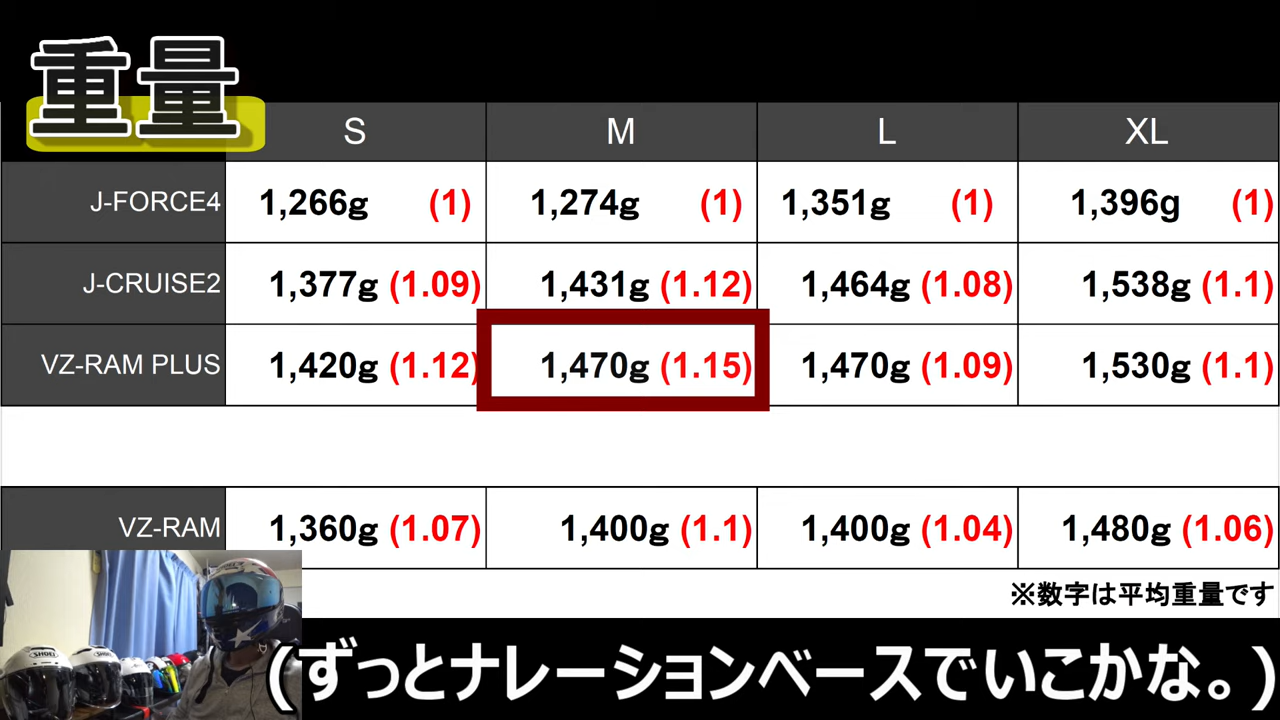 重量
S M L XL
J-FORCE4 1,266g (1) 1,274g (1) 1,351g (1) 1,396g (1)
J-CRUISE2 1,377g (1.09) 1,431g (1.12) 1,464g (1.08) 1,538g (1.1)
VZ-RAM PLUS 1,420g (1.12) 1,470g (1.15) 1,470g (1.09) 1,530g (1.1)
VZ-RAM 1,360g (1.07) 1,400g (1.1) 1,400g (1.04) 1,480g (1.06)
※数字は平均重量です
SHOEI
SHOEI
(ずっとナレーションベースでいこかな。)